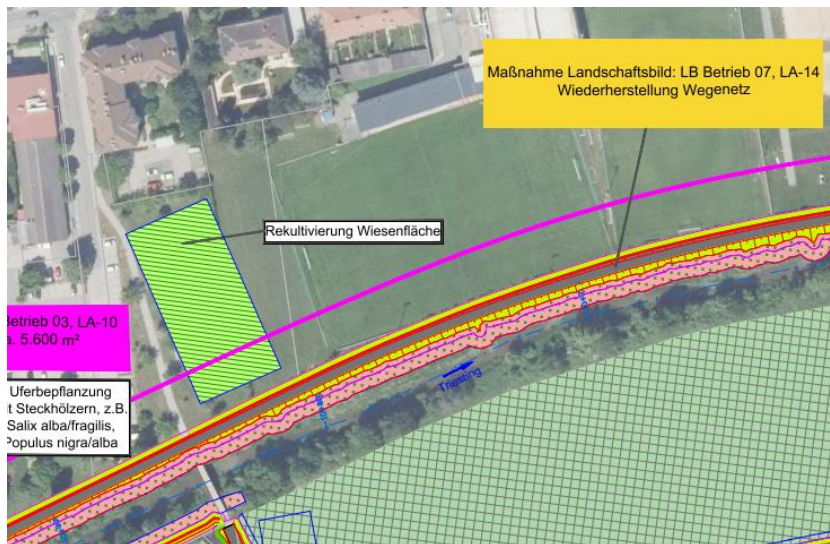 Maßnahme Landschaftsbild: LB Betrieb 07, LA-14
Wiederherstellung Wegenetz
Rekultivierung Wiesenfläche
Betrieb 03, LA-10
a. 5.600 m²
Uferbepflanzung
t Steckhölzern, z.B.
Salix alba/fragilis,
Populus nigra/alba
Triesting